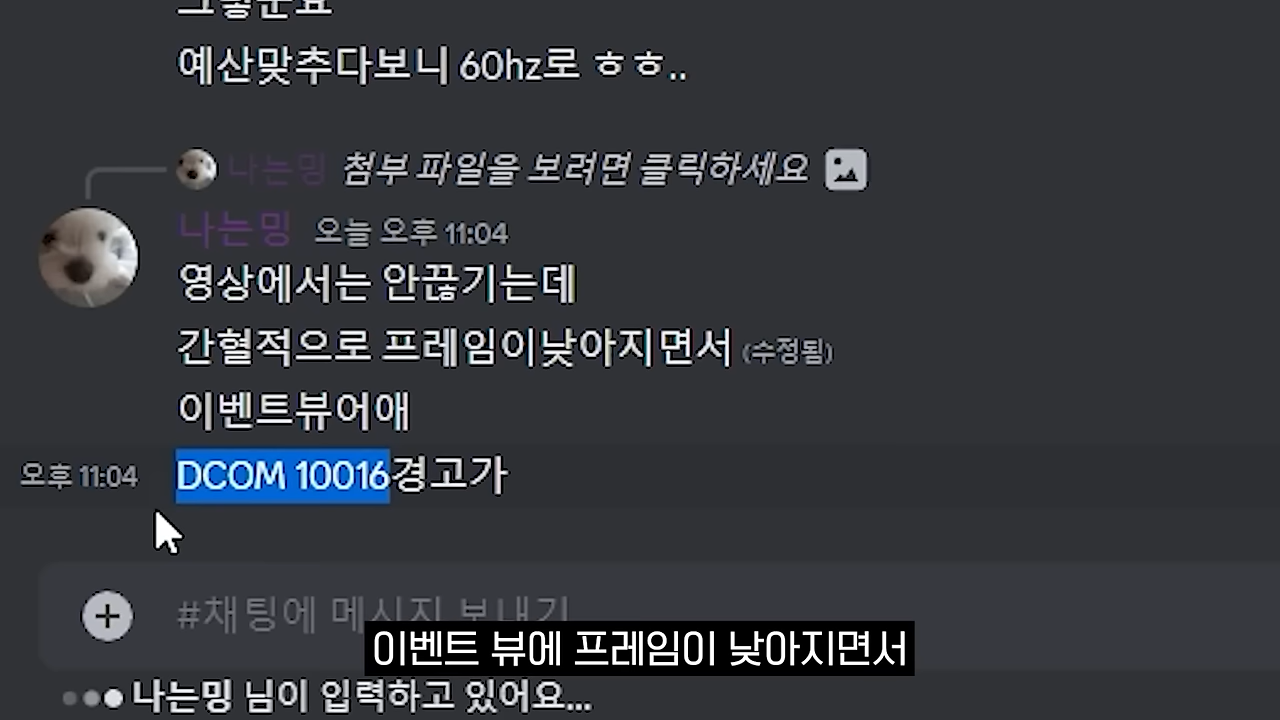 그렇군요
예산맞추다보니 60hz로 ㅎㅎ..
나는밍 첨부 파일을 보려면 클릭하세요
나는밍 오늘 오후 11:04
영상에서는 안끊기는데
간혈적으로 프레임이낮아지면서 (수정됨)
이벤트뷰어애
오후 11:04 DCOM 10016경고가
#채팅에 메시지 보내기
이벤트 뷰에 프레임이 낮아지면서
나는밍 님이 입력하고 있어요...